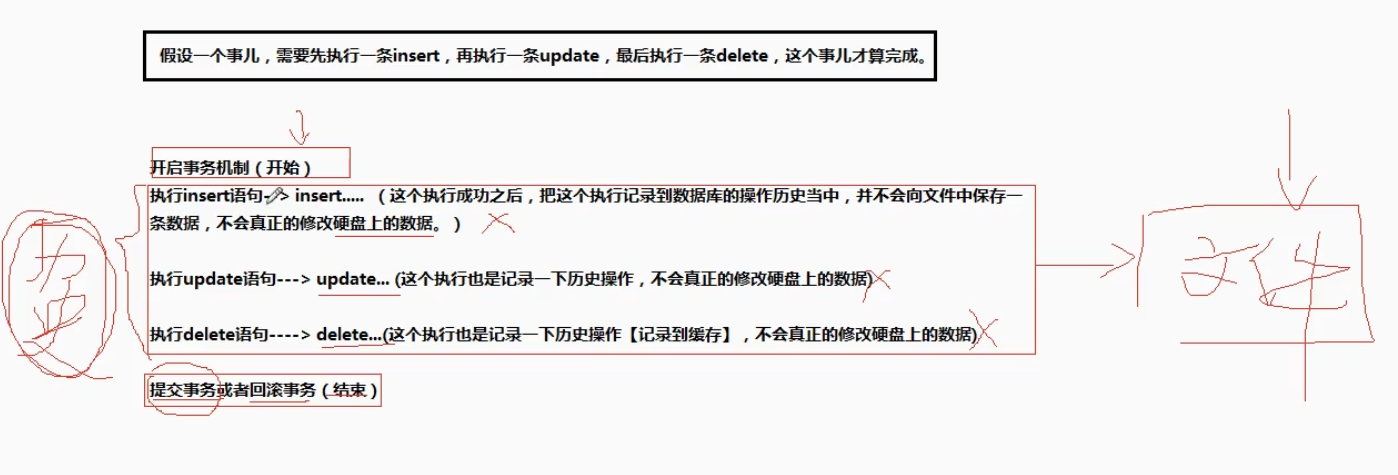 假设一个事儿，需要先执行一条insert，再执行一条update，最后执行一条delete，这个事儿才算完成。
开启事务机制（开始）
执行insert语句-> insert..... （这个执行成功之后，把这个执行记录到数据库的操作历史当中，并不会向文件中保存一
条数据，不会真正的修改硬盘上的数据。）
执行update语句---> update... (这个执行也是记录一下历史操作，不会真正的修改硬盘上的数据)
执行delete语句----> delete...(这个执行也是记录一下历史操作【记录到缓存】，不会真正的修改硬盘上的数据)
提交事务或者回滚事务（结束）
文件